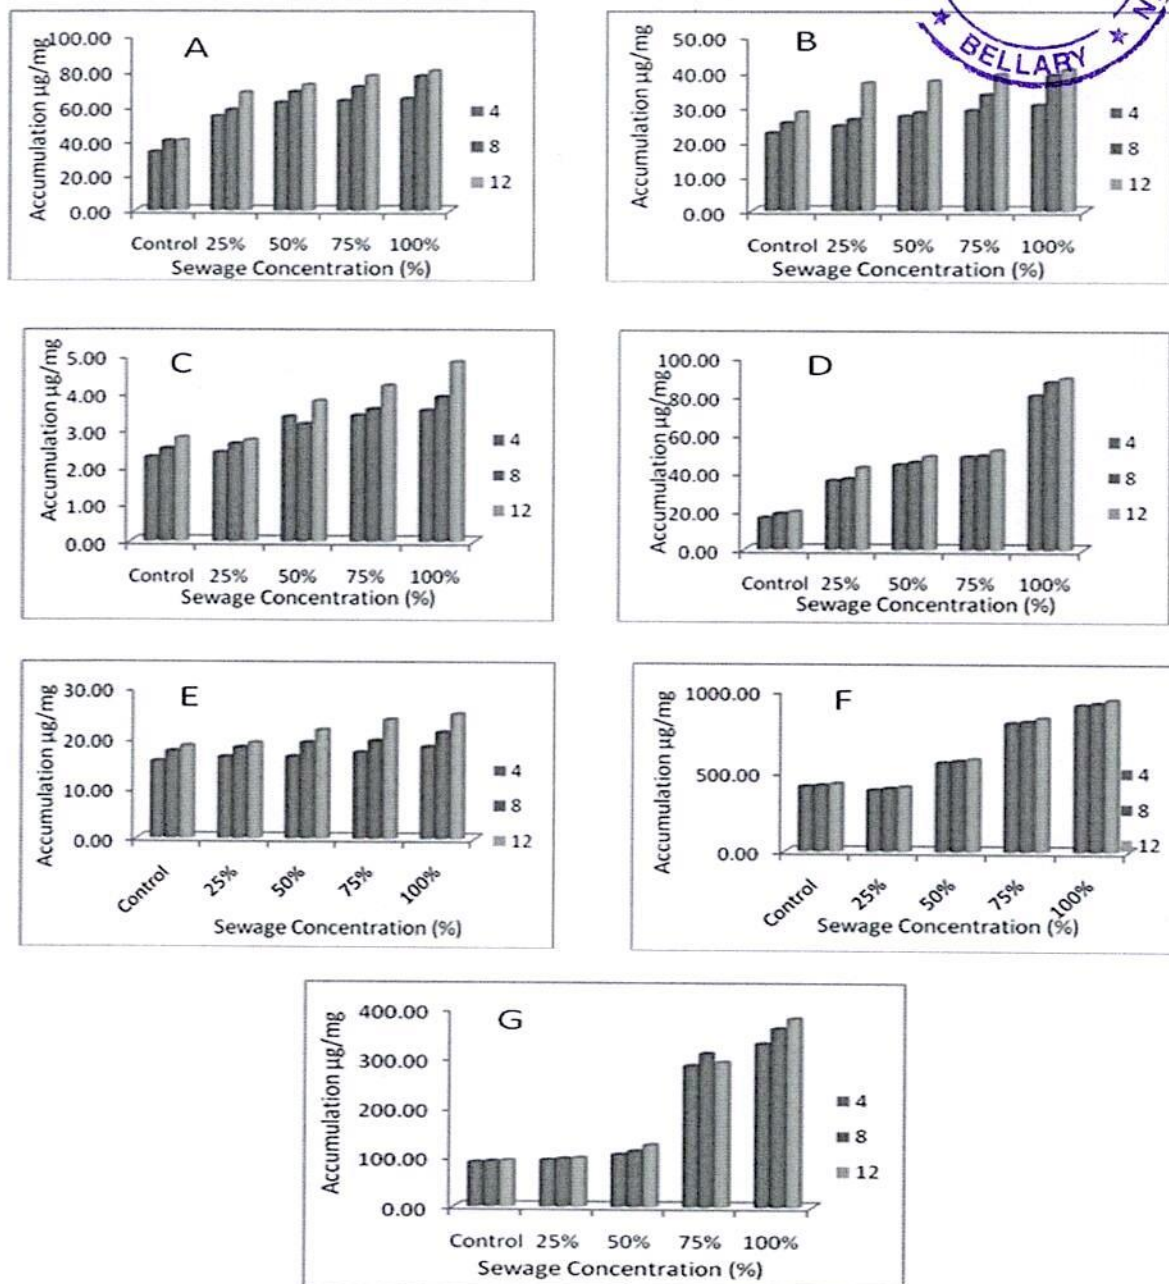 ★ BELLARY ★
A
Accumulation µg/mg
100.00
80.00
60.00
40.00
20.00
0.00
Control 25% 50% 75% 100%
Sewage Concentration (%)
4
8
12
B
Accumulation µg/mg
50.00
40.00
30.00
20.00
10.00
0.00
Control 25% 50% 75% 100%
Sewage Concentration (%)
4
8
12
C
Accumulation µg/mg
5.00
4.00
3.00
2.00
1.00
0.00
Control 25% 50% 75% 100%
Sewage Concentration (%)
4
8
12
D
Accumulation µg/mg
100.00
80.00
60.00
40.00
20.00
0.00
Control 25% 50% 75% 100%
Sewage Concentration (%)
4
8
12
E
Accumulation µg/mg
30.00
20.00
10.00
0.00
Control 25% 50% 75% 100%
Sewage Concentration (%)
4
8
12
F
Accumulation µg/mg
1000.00
500.00
0.00
Control 25% 50% 75% 100%
Sewage Concentration (%)
4
8
12
G
Accumulation µg/mg
400.00
300.00
200.00
100.00
0.00
Control 25% 50% 75% 100%
Sewage Concentration (%)
4
8
12